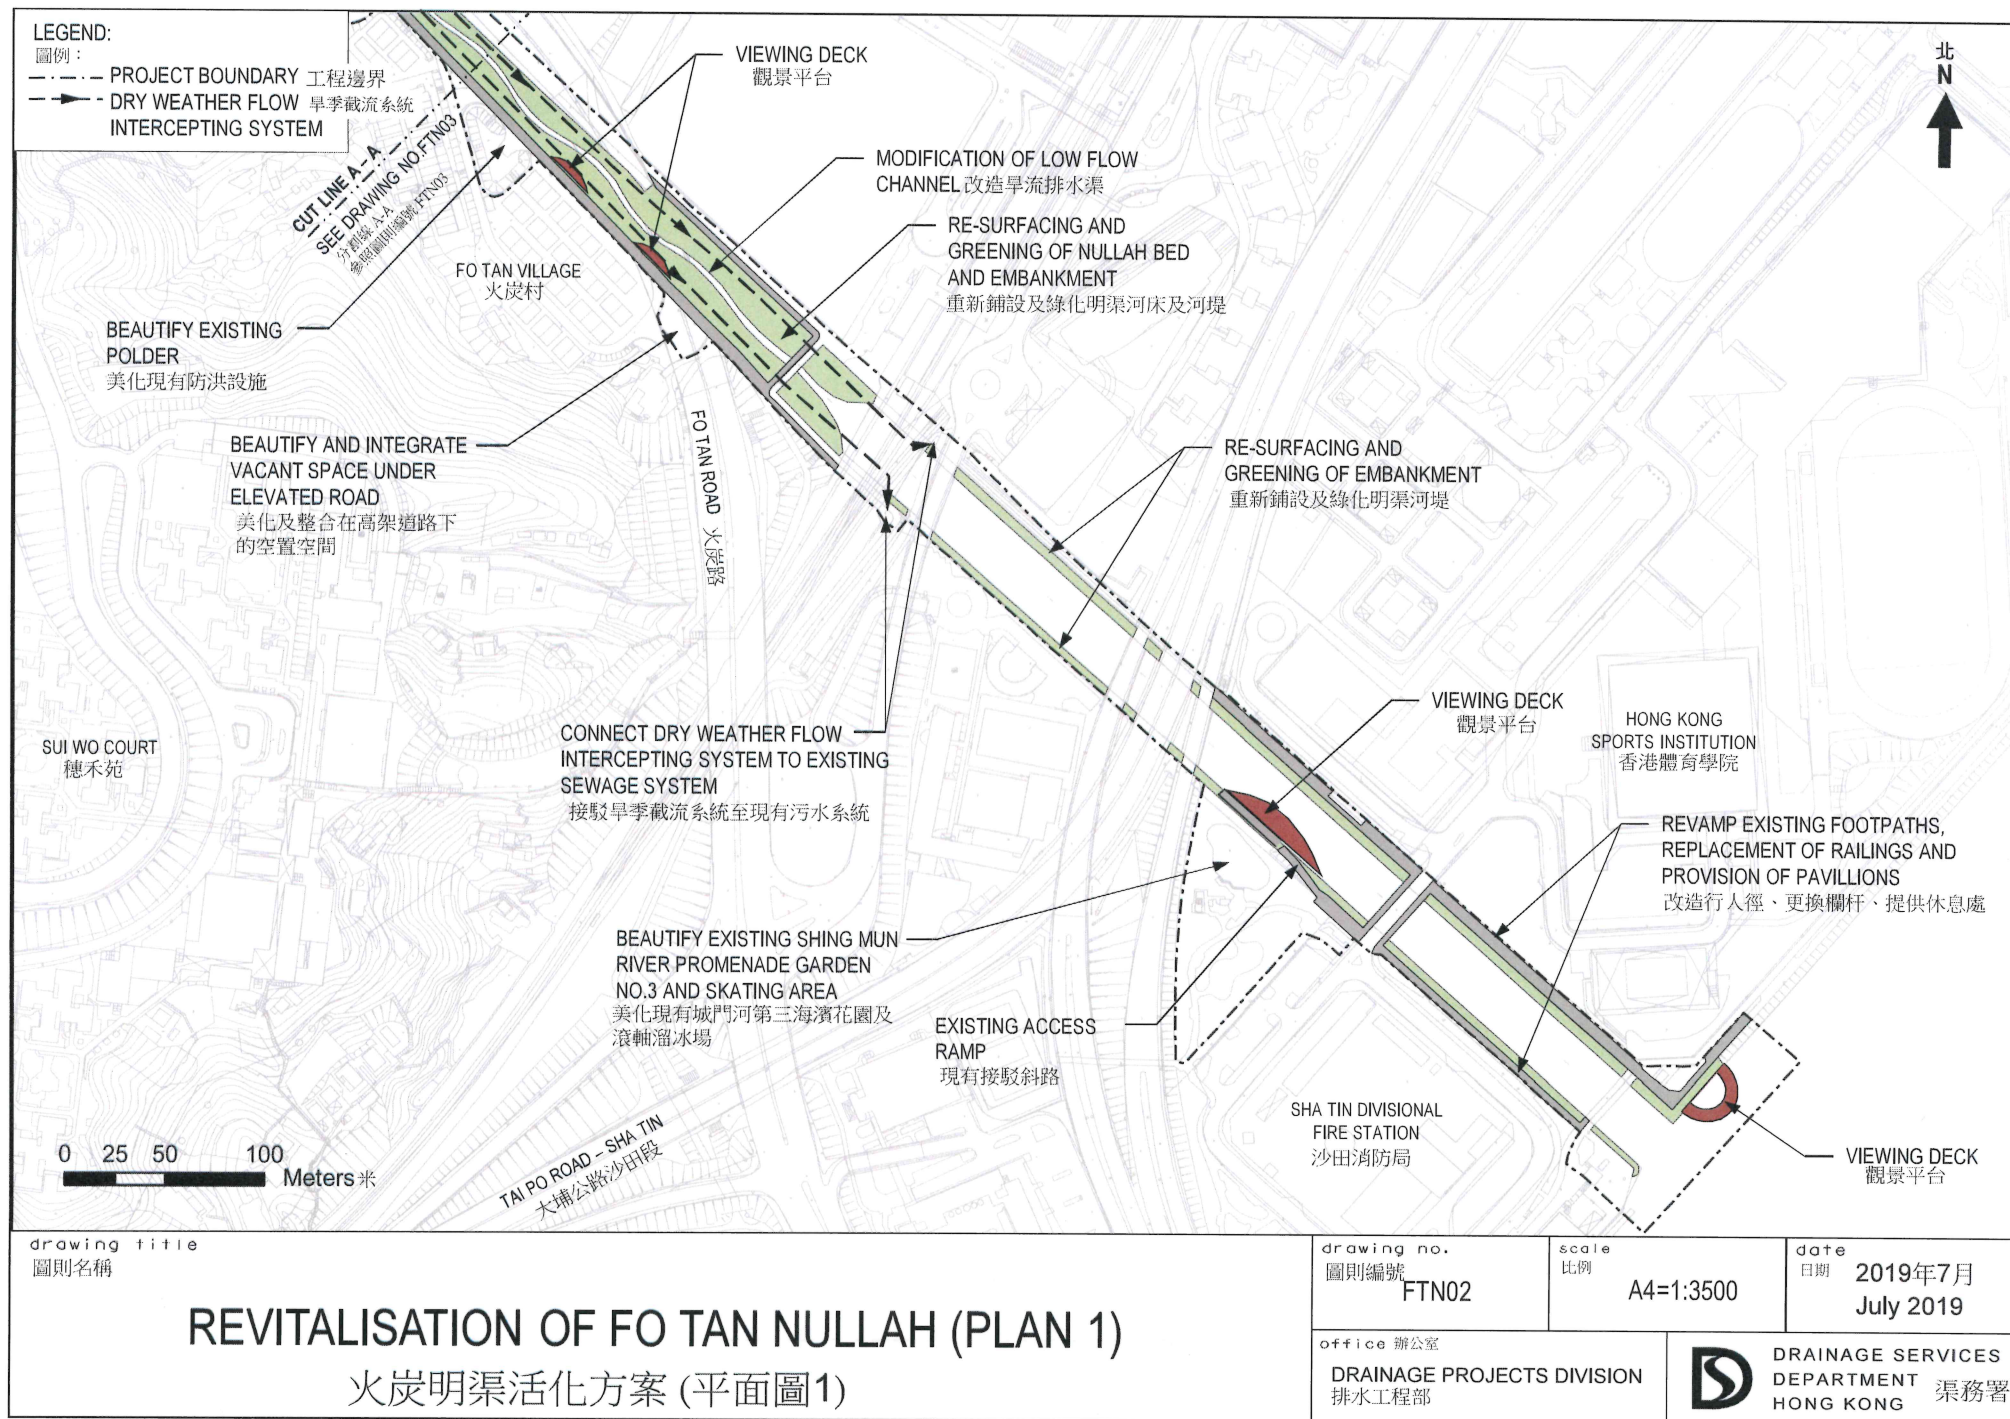 LEGEND:
圖例：
PROJECT BOUNDARY 工程邊界
DRY WEATHER FLOW 旱季截流系統
INTERCEPTING SYSTEM
CUT LINE A - A
SEE DRAWING NO.FTN03
分割線 A-A
參照圖則編號 FTN03
VIEWING DECK
觀景平台
北
N
MODIFICATION OF LOW FLOW
CHANNEL 改造旱流排水渠
RE-SURFACING AND
GREENING OF NULLAH BED
AND EMBANKMENT
重新鋪設及綠化明渠河床及河堤
FO TAN VILLAGE
火炭村
BEAUTIFY EXISTING
POLDER
美化現有防洪設施
BEAUTIFY AND INTEGRATE
VACANT SPACE UNDER
ELEVATED ROAD
美化及整合在高架道路下
的空置空間
FO TAN ROAD 火炭路
RE-SURFACING AND
GREENING OF EMBANKMENT
重新鋪設及綠化明渠河堤
SUI WO COURT
穗禾苑
CONNECT DRY WEATHER FLOW
INTERCEPTING SYSTEM TO EXISTING
SEWAGE SYSTEM
接駁旱季截流系統至現有污水系統
VIEWING DECK
觀景平台
HONG KONG
SPORTS INSTITUTION
香港體育學院
REVAMP EXISTING FOOTPATHS,
REPLACEMENT OF RAILINGS AND
PROVISION OF PAVILLIONS
改造行人徑、更換欄杆、提供休息處
BEAUTIFY EXISTING SHING MUN
RIVER PROMENADE GARDEN
NO.3 AND SKATING AREA
美化現有城門河第三海濱花園及
滾軸溜冰場
EXISTING ACCESS
RAMP
現有接駁斜路
SHA TIN DIVISIONAL
FIRE STATION
沙田消防局
VIEWING DECK
觀景平台
TAI PO ROAD – SHA TIN
大埔公路沙田段
0 25 50 100
Meters 米
drawing title
圖則名稱
REVITALISATION OF FO TAN NULLAH (PLAN 1)
火炭明渠活化方案 (平面圖1)
drawing no.
圖則編號
FTN02
scale
比例
A4=1:3500
date
日期 2019年7月
July 2019
office 辦公室
DRAINAGE PROJECTS DIVISION
排水工程部
DRAINAGE SERVICES
DEPARTMENT 渠務署
HONG KONG